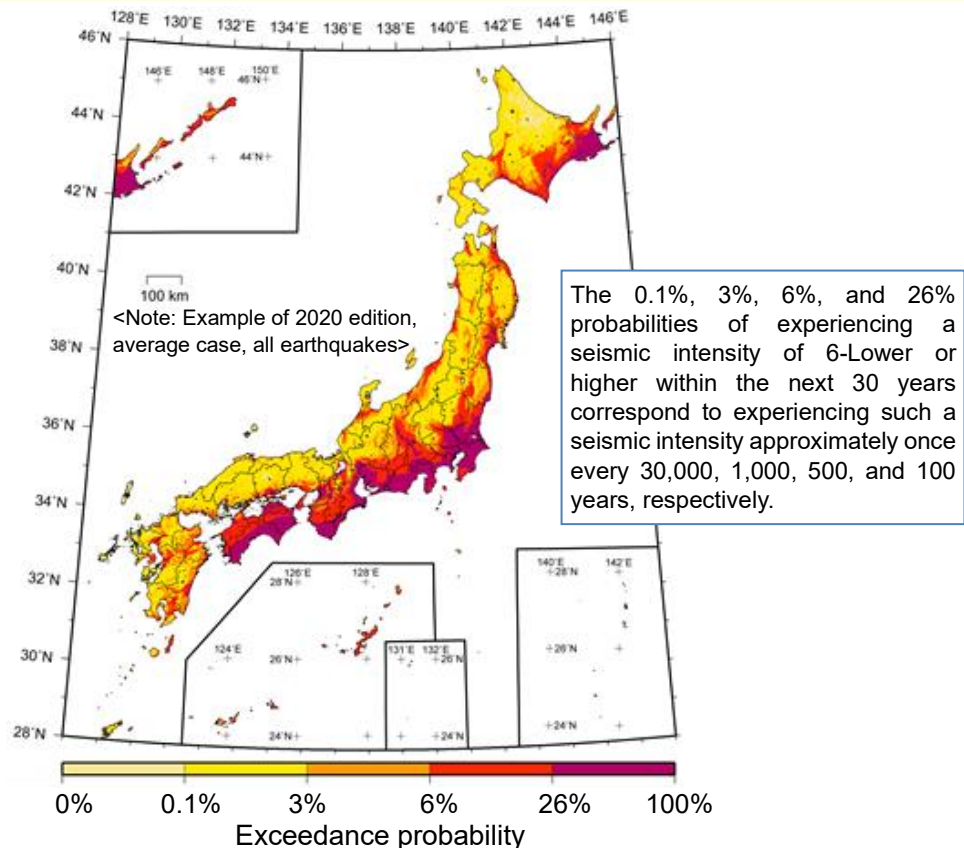 128°E 130°E 132°E 134°E 136°E 138°E 140°E 142°E 144°E 146°E
46°N
146°E 148°E 150°E
46°N
44°N
44°N
42°N
40°N
100 km
<Note: Example of 2020 edition,
average case, all earthquakes>
The 0.1%, 3%, 6%, and 26%
probabilities of experiencing a
seismic intensity of 6-Lower or
higher within the next 30 years
correspond to experiencing such a
seismic intensity approximately once
every 30,000, 1,000, 500, and 100
years, respectively.
38°N
36°N
34°N
32°N
126°E 128°E
28°N
140°E 142°E
28°N
30°N
124°E
26°N
131°E 132°E
26°N
26°N
28°N
24°N
24°N
24°N
0% 0.1% 3% 6% 26% 100%
Exceedance probability